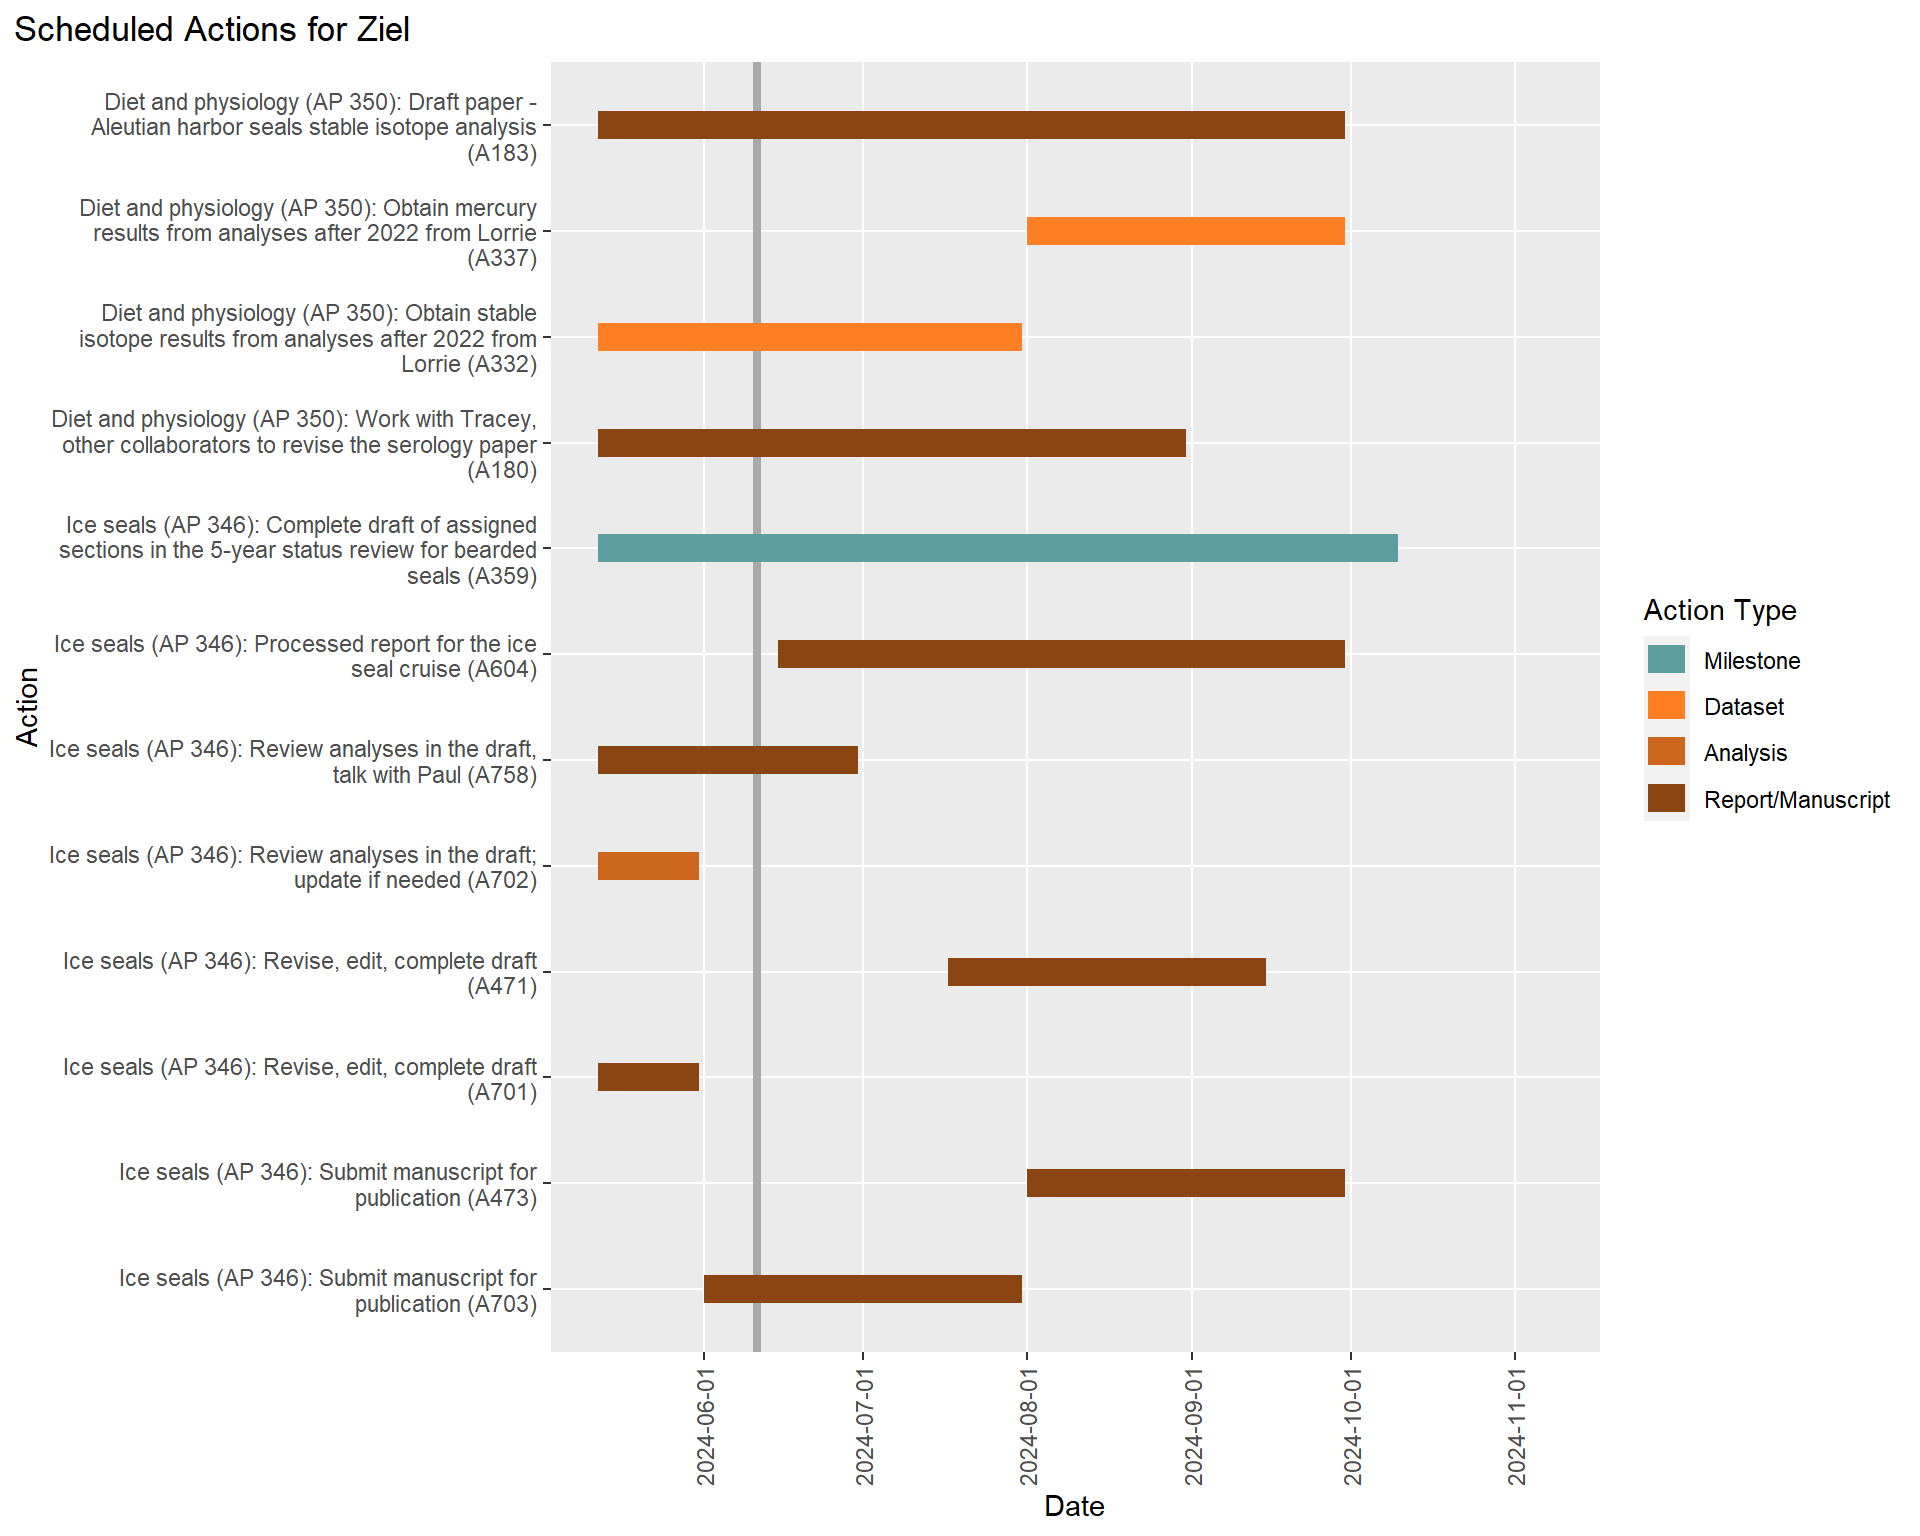 Scheduled Actions for Ziel
Diet and physiology (AP 350): Draft paper -
Aleutian harbor seals stable isotope analysis
(A183)
Diet and physiology (AP 350): Obtain mercury
results from analyses after 2022 from Lorrie
(A337)
Diet and physiology (AP 350): Obtain stable
isotope results from analyses after 2022 from
Lorrie (A332)
Diet and physiology (AP 350): Work with Tracey,
other collaborators to revise the serology paper
(A180)
Ice seals (AP 346): Complete draft of assigned
sections in the 5-year status review for bearded
seals (A359)
Ice seals (AP 346): Processed report for the ice
seal cruise (A604)
Ice seals (AP 346): Review analyses in the draft,
talk with Paul (A758)
Ice seals (AP 346): Review analyses in the draft;
update if needed (A702)
Ice seals (AP 346): Revise, edit, complete draft
(A471)
Ice seals (AP 346): Revise, edit, complete draft
(A701)
Ice seals (AP 346): Submit manuscript for
publication (A473)
Ice seals (AP 346): Submit manuscript for
publication (A703)
Action
2024-06-01
2024-07-01
2024-08-01
2024-09-01
2024-10-01
2024-11-01
Date
Action Type
Milestone
Dataset
Analysis
Report/Manuscript